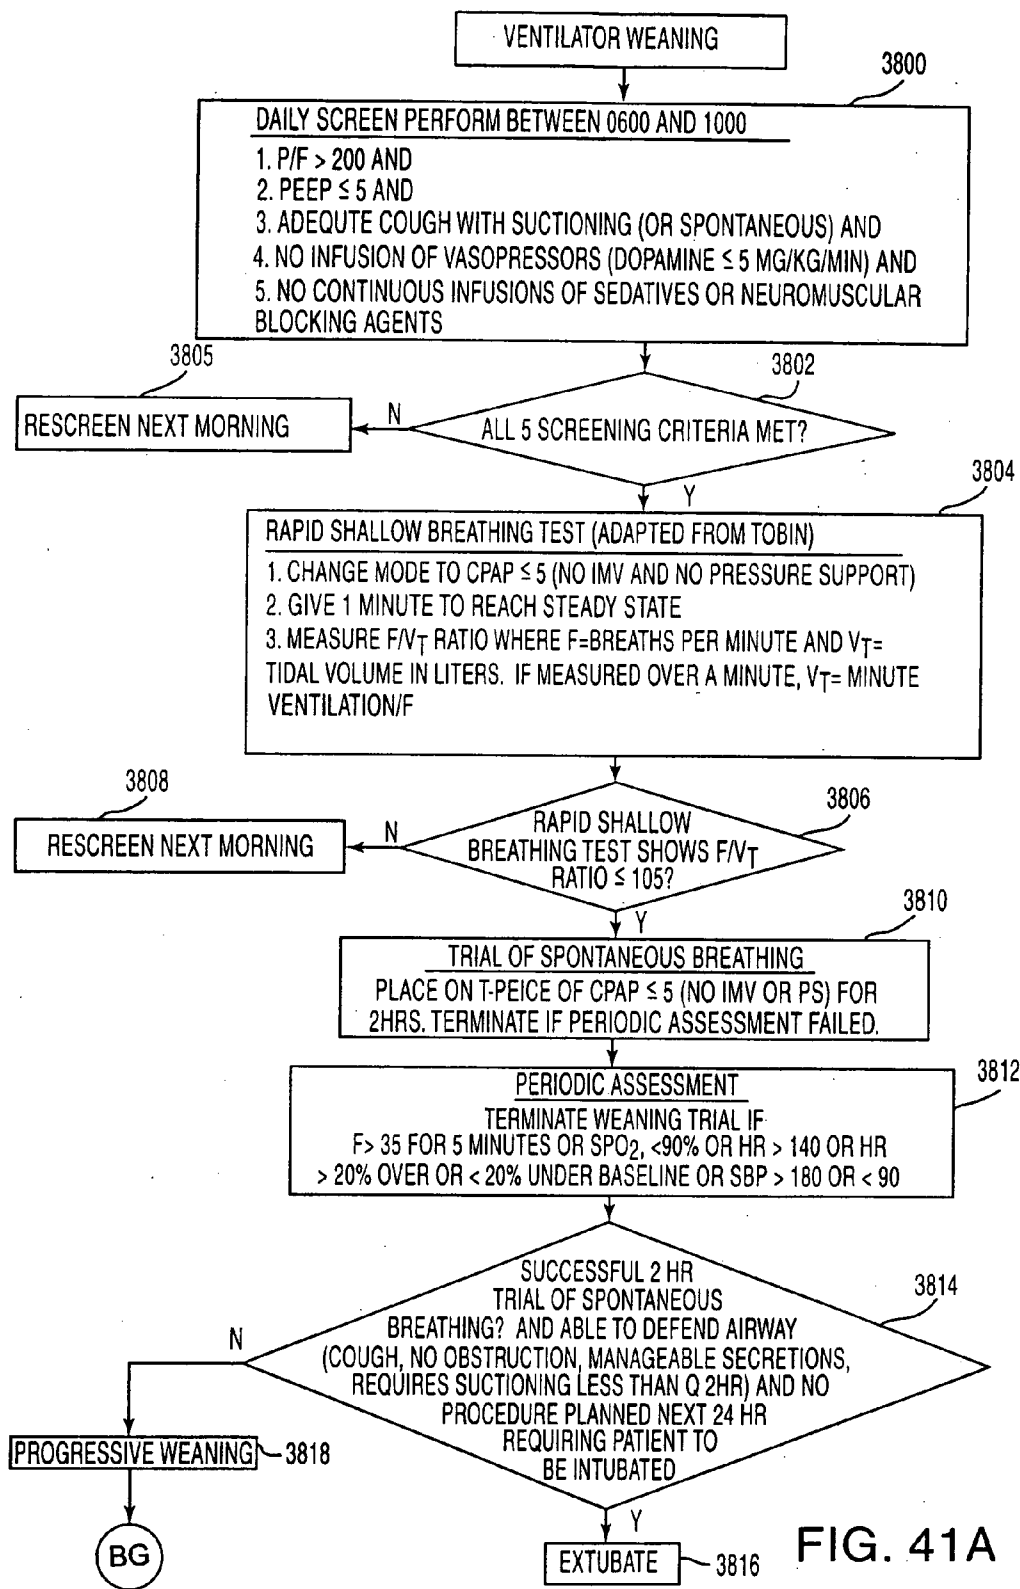 VENTILATOR WEANING
3800
DAILY SCREEN PERFORM BETWEEN 0600 AND 1000
1. P/F > 200 AND
2. PEEP ≤ 5 AND
3. ADEQUTE COUGH WITH SUCTIONING (OR SPONTANEOUS) AND
4. NO INFUSION OF VASOPRESSORS (DOPAMINE ≤ 5 MG/KG/MIN) AND
5. NO CONTINUOUS INFUSIONS OF SEDATIVES OR NEUROMUSCULAR
BLOCKING AGENTS
3805
3802
RESCREEN NEXT MORNING
N
ALL 5 SCREENING CRITERIA MET?
Y
3804
RAPID SHALLOW BREATHING TEST (ADAPTED FROM TOBIN)
1. CHANGE MODE TO CPAP ≤ 5 (NO IMV AND NO PRESSURE SUPPORT)
2. GIVE 1 MINUTE TO REACH STEADY STATE
3. MEASURE F/VT RATIO WHERE F=BREATHS PER MINUTE AND VT=
TIDAL VOLUME IN LITERS. IF MEASURED OVER A MINUTE, VT= MINUTE
VENTILATION/F
3808
3806
RESCREEN NEXT MORNING
N
RAPID SHALLOW
BREATHING TEST SHOWS F/VT
RATIO ≤ 105?
Y
3810
TRIAL OF SPONTANEOUS BREATHING
PLACE ON T-PEICE OF CPAP ≤ 5 (NO IMV OR PS) FOR
2HRS. TERMINATE IF PERIODIC ASSESSMENT FAILED.
3812
PERIODIC ASSESSMENT
TERMINATE WEANING TRIAL IF
F> 35 FOR 5 MINUTES OR SPO2, <90% OR HR > 140 OR HR
> 20% OVER OR < 20% UNDER BASELINE OR SBP > 180 OR < 90
3814
SUCCESSFUL 2 HR
TRIAL OF SPONTANEOUS
BREATHING? AND ABLE TO DEFEND AIRWAY
(COUGH, NO OBSTRUCTION, MANAGEABLE SECRETIONS,
REQUIRES SUCTIONING LESS THAN Q 2HR) AND NO
PROCEDURE PLANNED NEXT 24 HR
REQUIRING PATIENT TO
BE INTUBATED
N
PROGRESSIVE WEANING
3818
BG
Y
EXTUBATE
3816
FIG. 41A